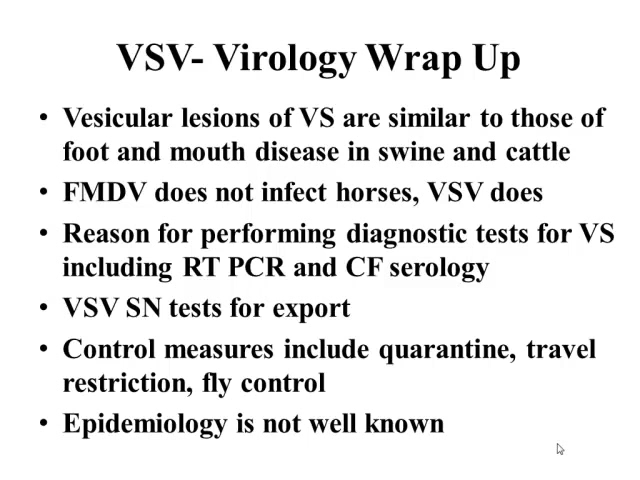 VSV- Virology Wrap Up
• Vesicular lesions of VS are similar to those of
foot and mouth disease in swine and cattle
• FMDV does not infect horses, VSV does
• Reason for performing diagnostic tests for VS
including RT PCR and CF serology
• VSV SN tests for export
• Control measures include quarantine, travel
restriction, fly control
• Epidemiology is not well known